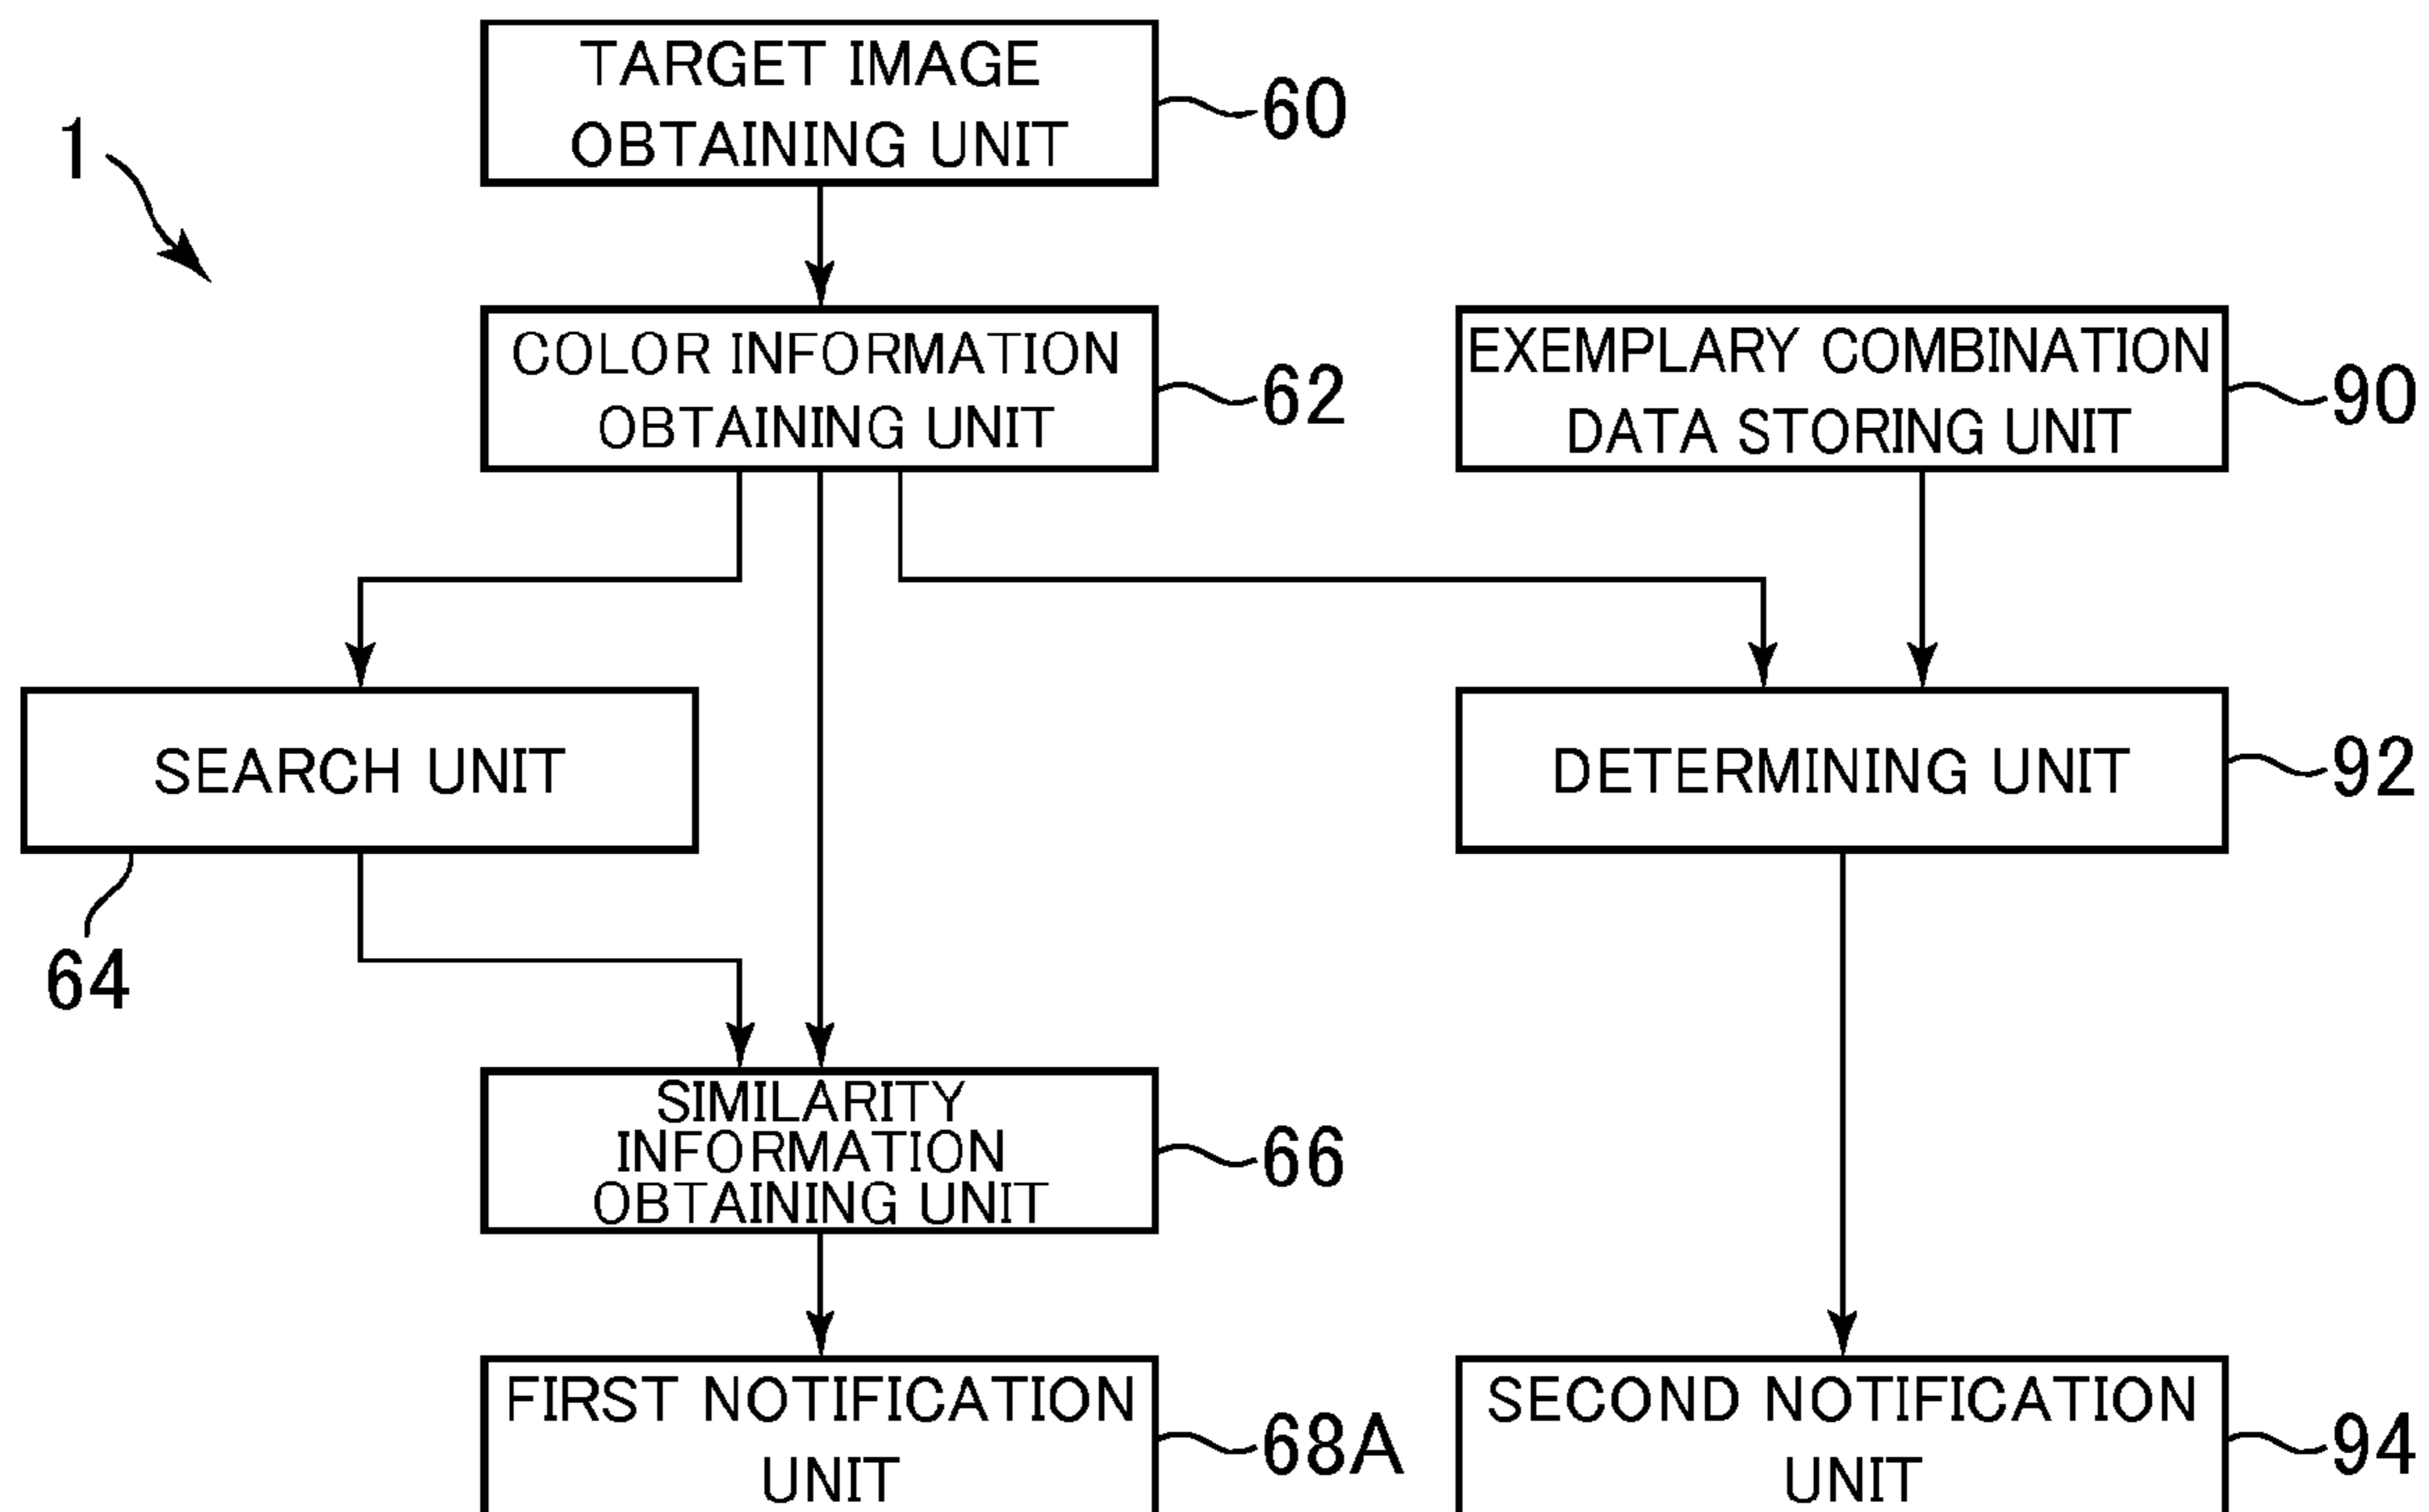 TARGET IMAGE
OBTAINING UNIT
60
1
COLOR INFORMATION
OBTAINING UNIT
62
EXEMPLARY COMBINATION
DATA STORING UNIT
90
SEARCH UNIT
64
DETERMINING UNIT
92
SIMILARITY
INFORMATION
OBTAINING UNIT
66
FIRST NOTIFICATION
UNIT
68A
SECOND NOTIFICATION
UNIT
94